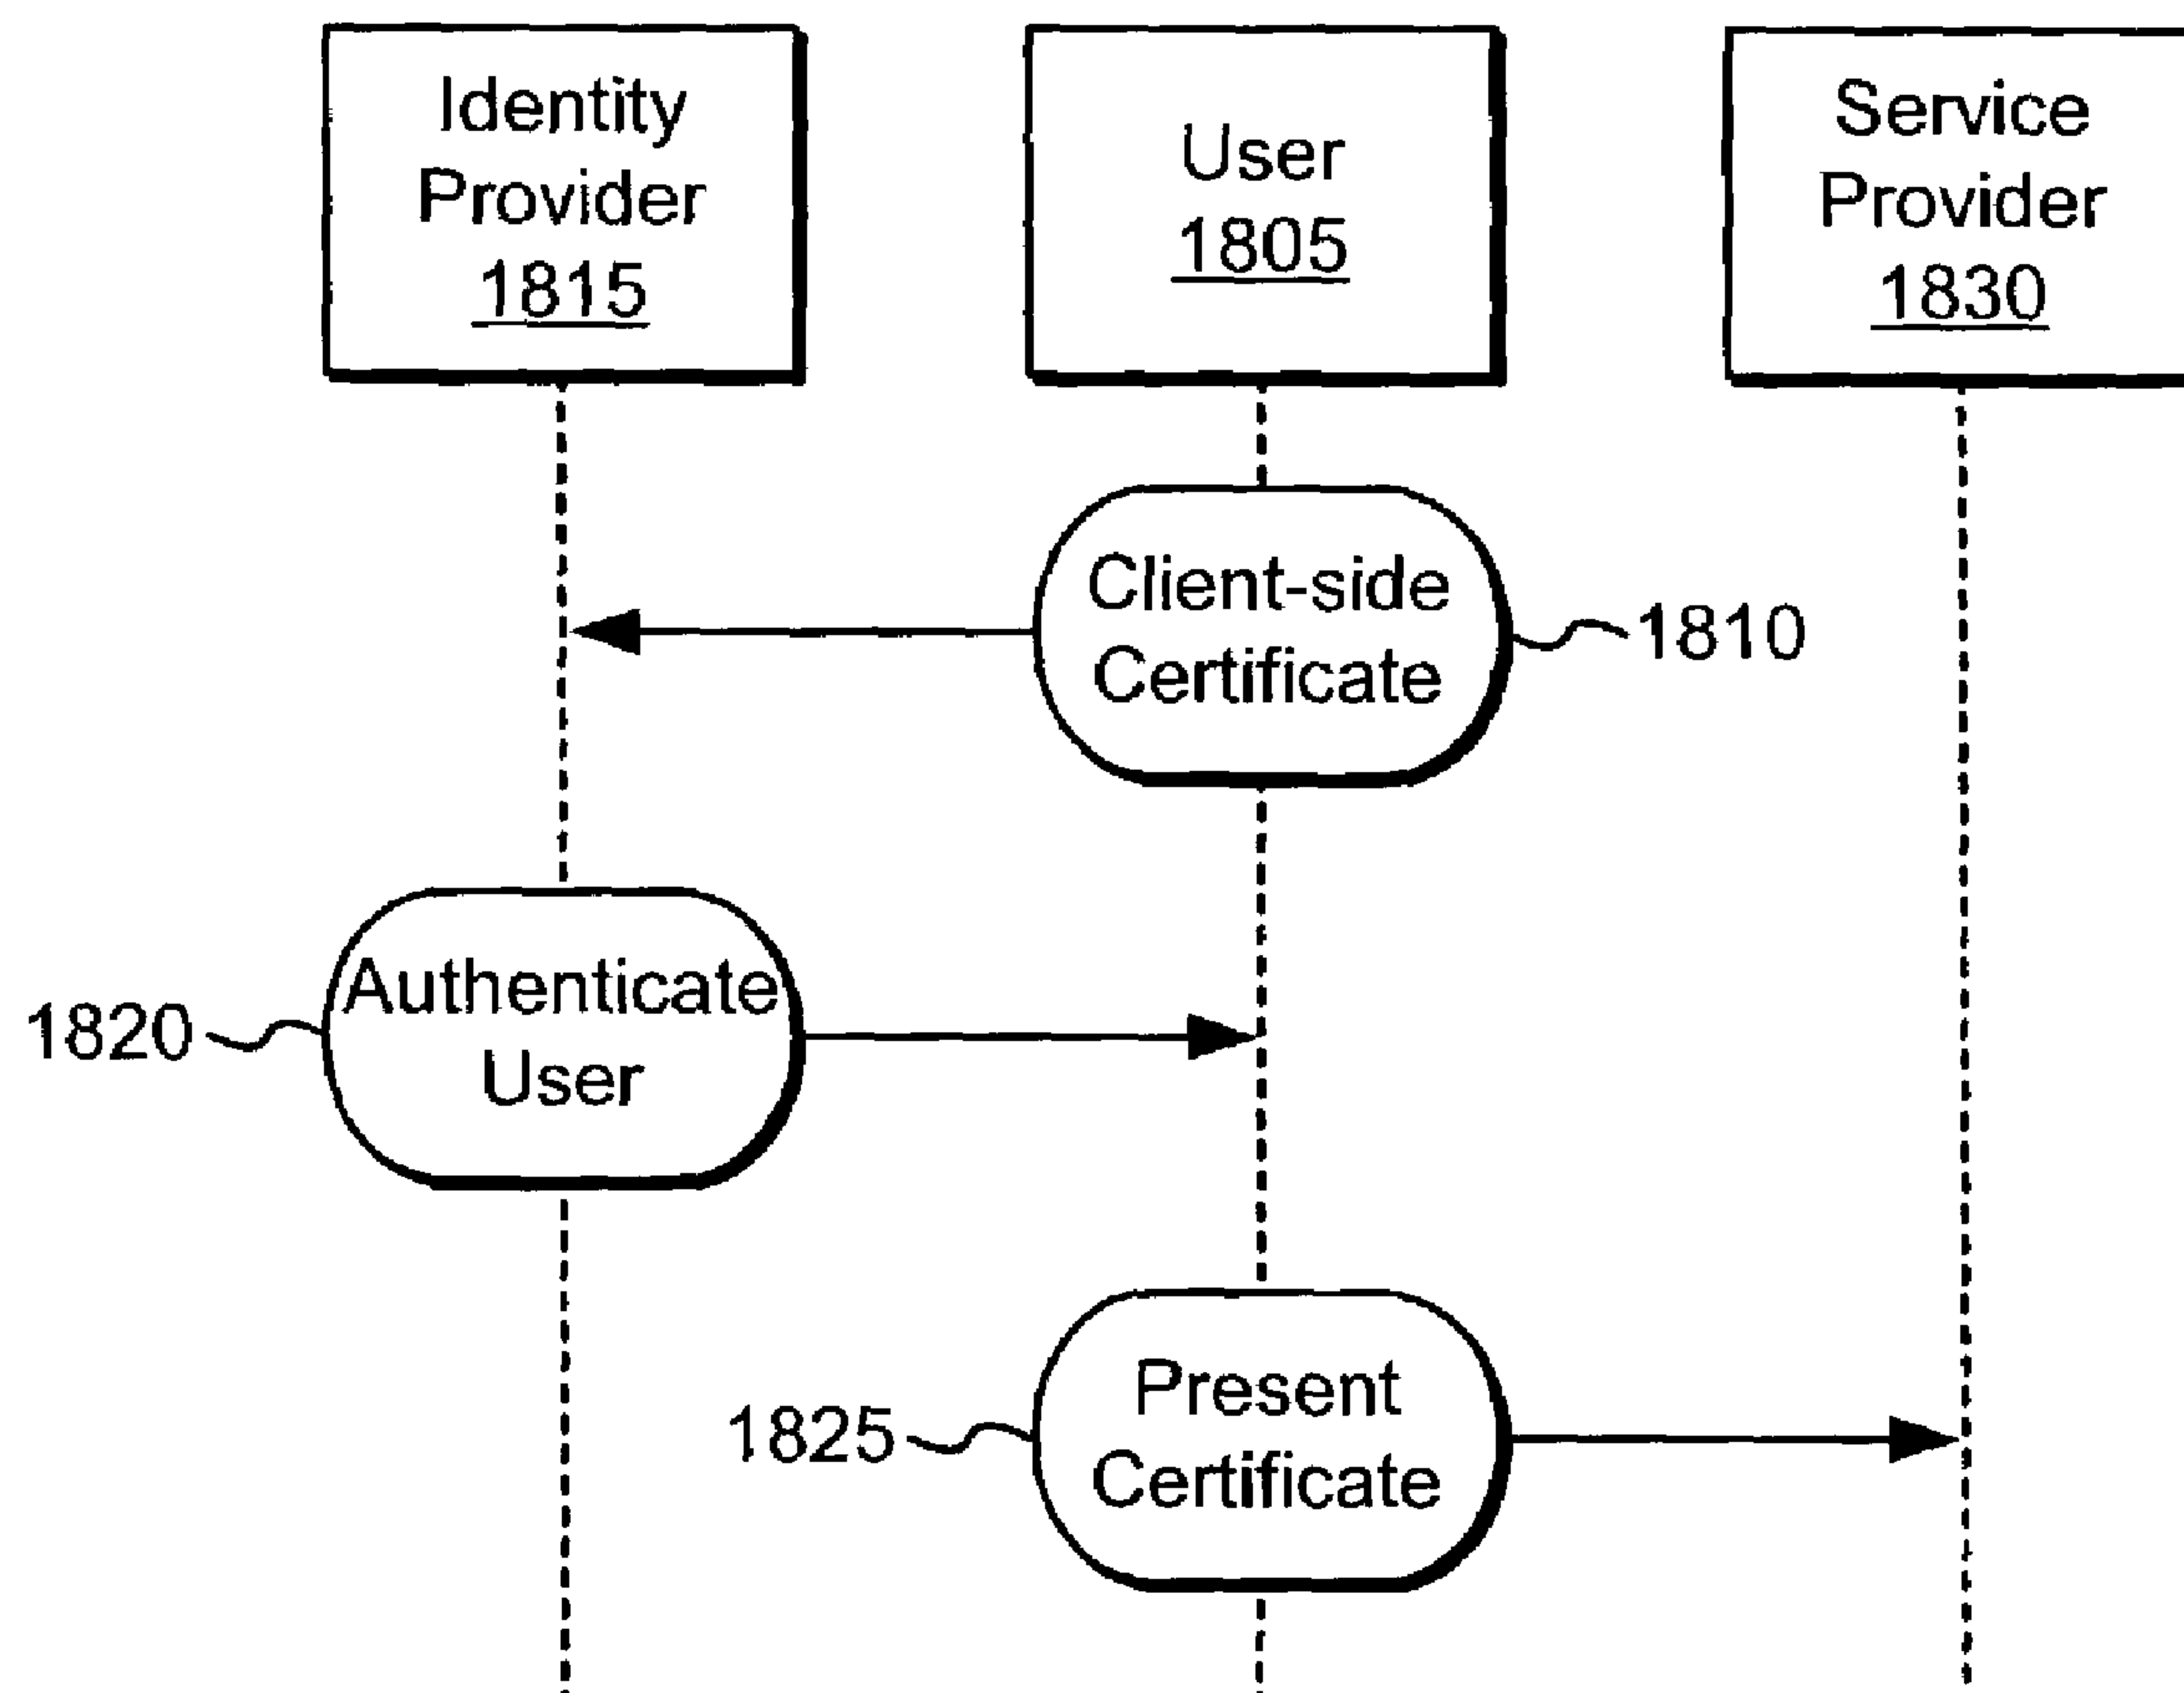 Identity
Provider
1815
User
1805
Service
Provider
1830
Client-side
Certificate
1810
Authenticate
User
1820
Present
Certificate
1825